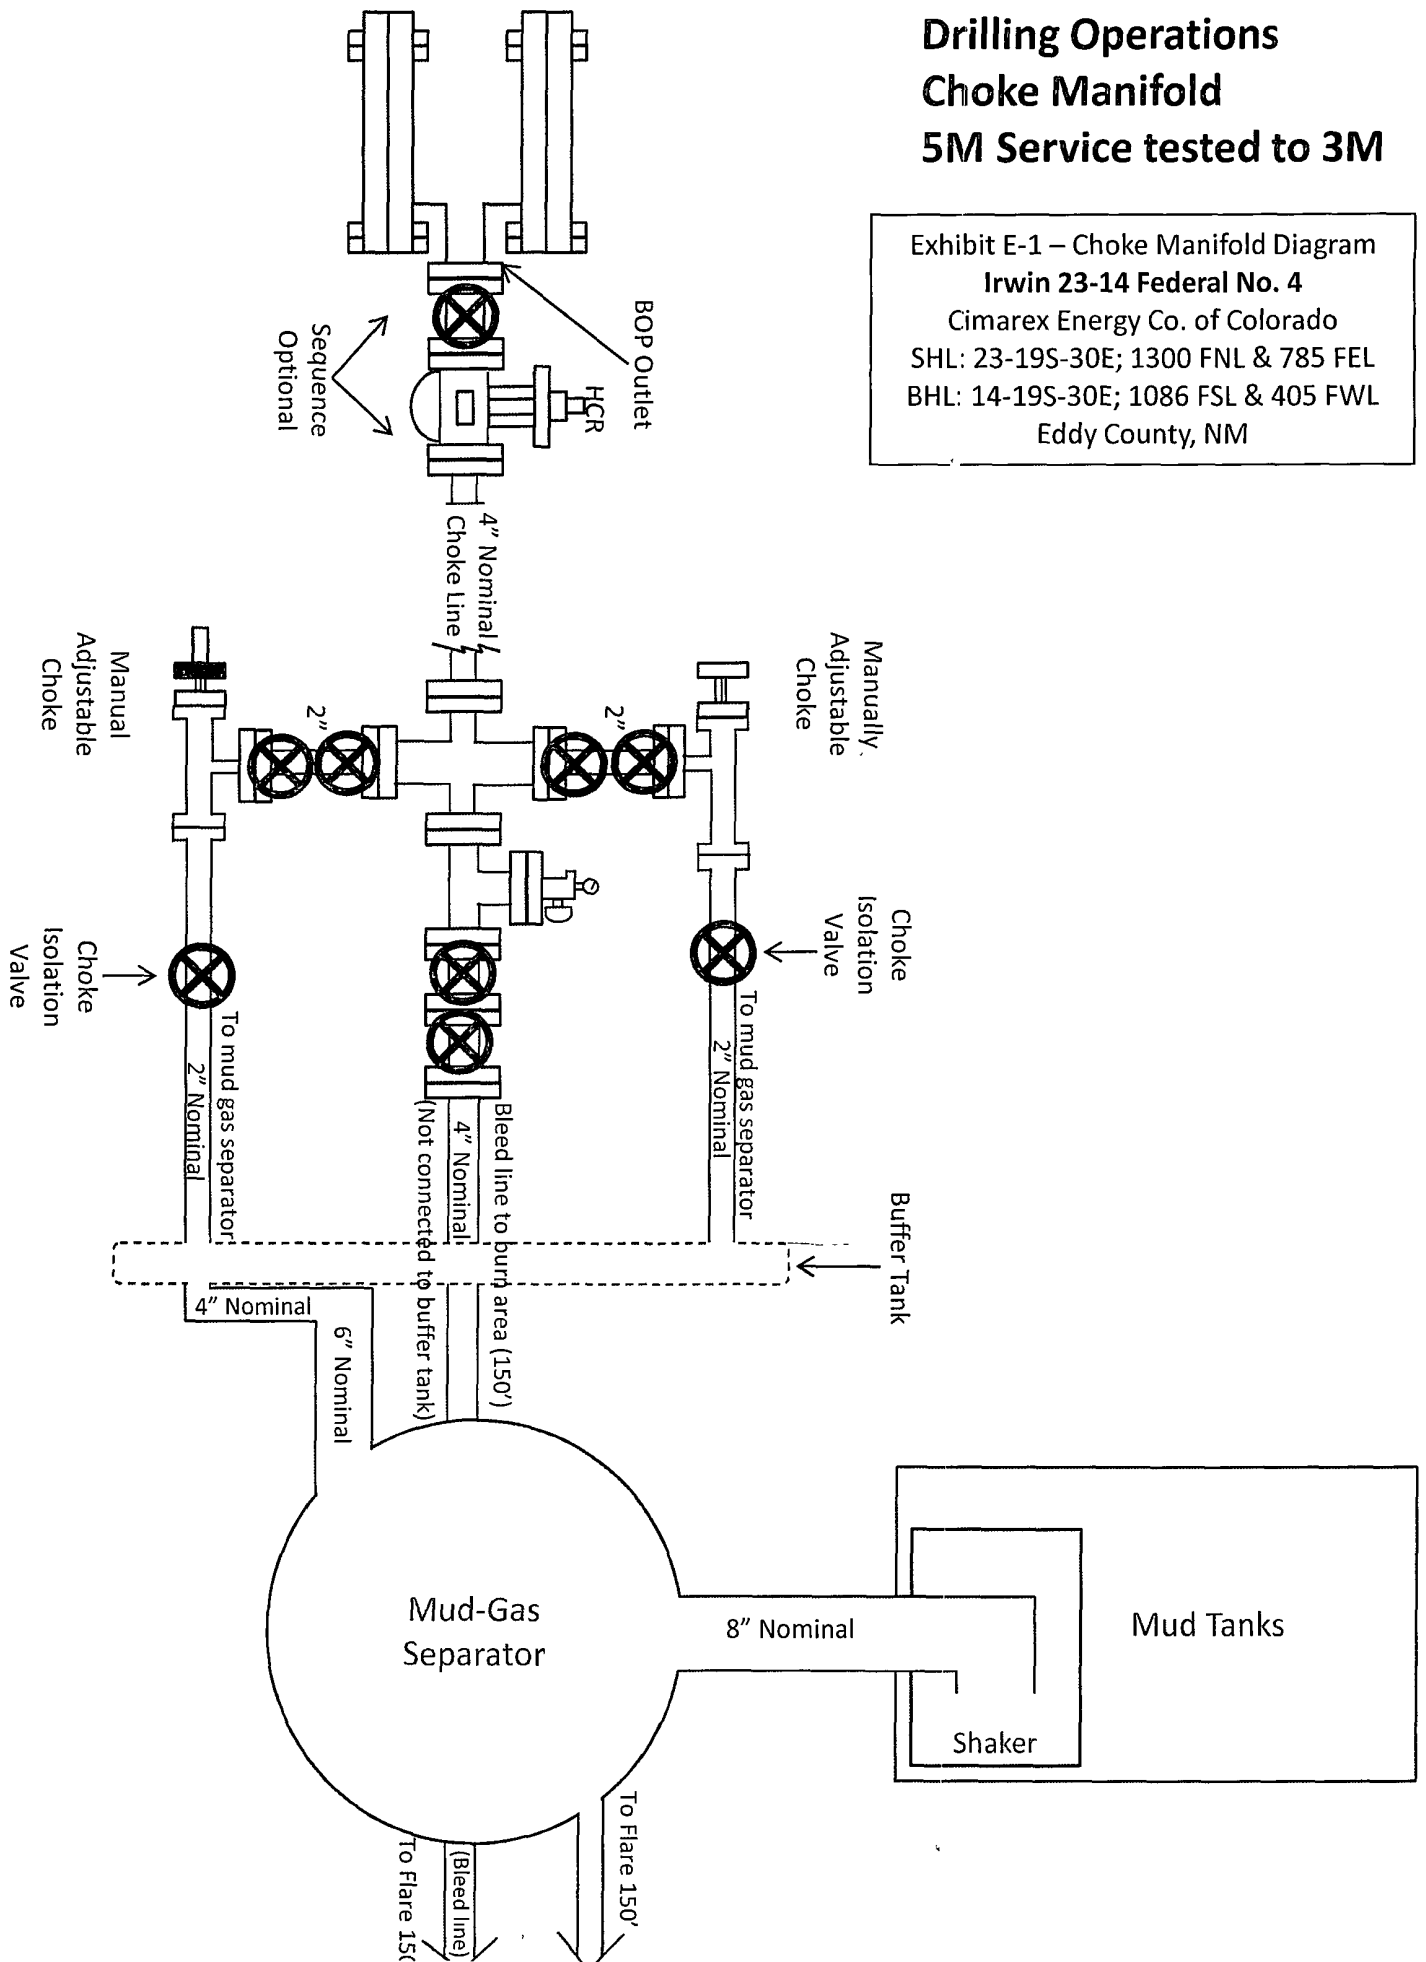 Drilling Operations
Choke Manifold
5M Service tested to 3M
Exhibit E-1 – Choke Manifold Diagram
Irwin 23-14 Federal No. 4
Cimarex Energy Co. of Colorado
SHL: 23-19S-30E; 1300 FNL & 785 FEL
BHL: 14-19S-30E; 1086 FSL & 405 FWL
Eddy County, NM
BOP Outlet
HCR
Sequence
Optional
4" Nominal
Choke Line
Manually
Adjustable
Choke
Manual
Adjustable
Choke
2"
2"
Choke
Isolation
Valve
Choke
Isolation
Valve
To mud gas separator
2" Nominal
To mud gas separator
2" Nominal
Bleed line to burn area (150')
4" Nominal
(Not connected to buffer tank)
Buffer Tank
4" Nominal
6" Nominal
Mud-Gas
Separator
8" Nominal
Mud Tanks
Shaker
To Flare 150'
(Bleed line)
To Flare 15